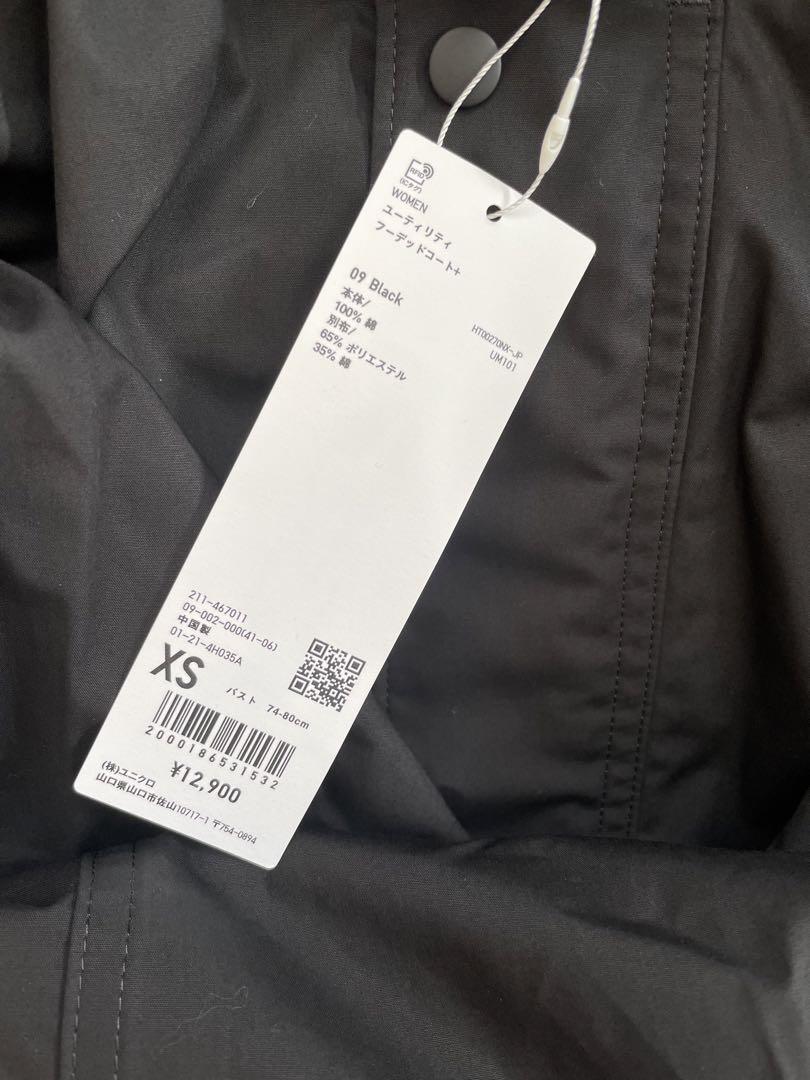 RFID
(ICタグ)
WOMEN
ユーティリティ
フーデッドコート+
09 Black
本体/
100% 綿
別布/
65% ポリエステル
35% 綿
HT00270NX-JP
UM101
211-467011
09-002-000(41-06)
中国製
01-21-4H035A
XS バスト 74-80cm
2000186531532
¥12,900
(株)ユニクロ
山口県山口市佐山10717-1 〒754-0894